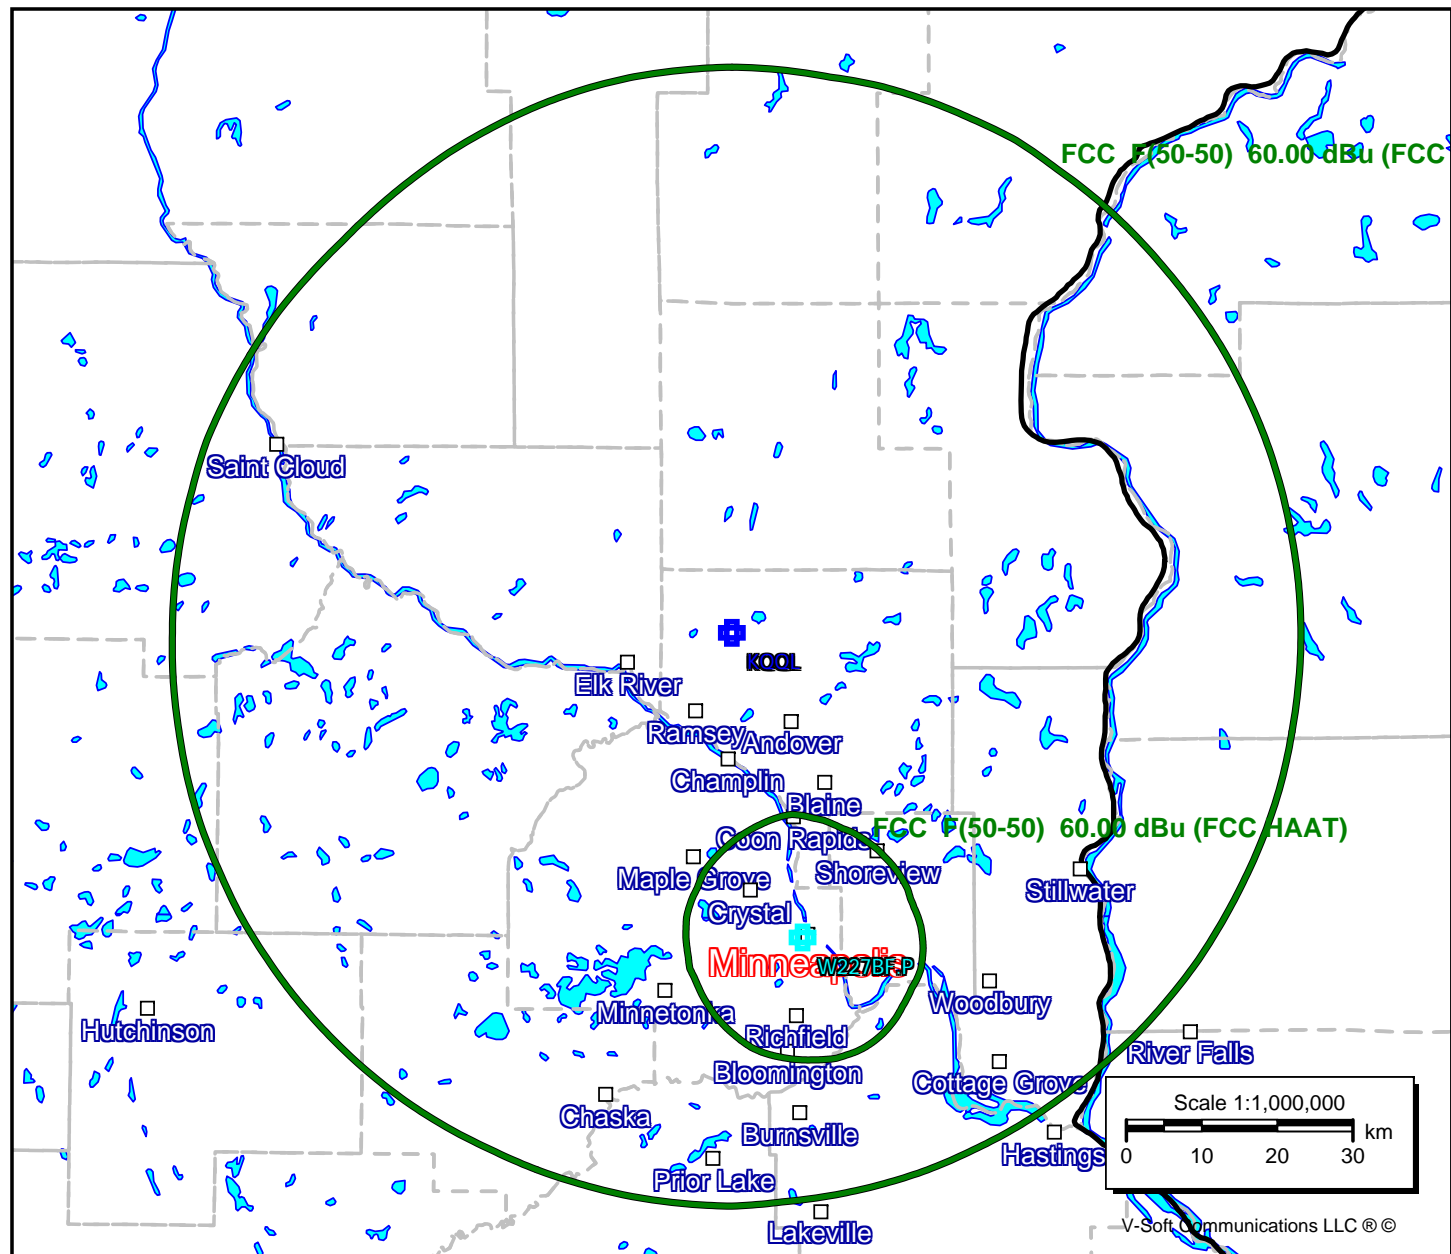 FCC F(50-50) 60.00 dBu (FCC
Saint Cloud
KQQL
Elk River
Ramsey
Andover
Champlin
Blaine
Coon Rapids
FCC F(50-50) 60.00 dBu (FCC HAAT)
Maple Grove
Shoreview
Stillwater
Crystal
Minneapolis
W227BF.P
Minnetonka
Woodbury
Hutchinson
Richfield
River Falls
Bloomington
Cottage Grove
Chaska
Burnsville
Hastings
Prior Lake
Lakeville
Scale 1:1,000,000
km
0 10 20 30
V-Soft Communications LLC ® ©